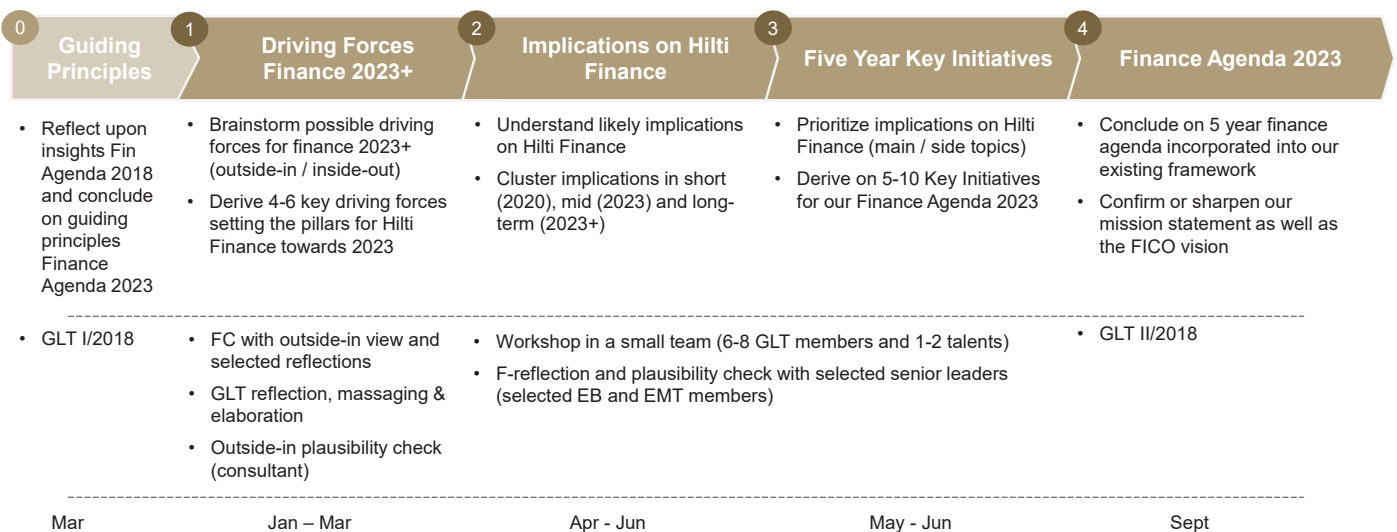 0
Guiding
Principles
1
Driving Forces
Finance 2023+
2
Implications on Hilti
Finance
3
Five Year Key Initiatives
4
Finance Agenda 2023
• Reflect upon
insights Fin
Agenda 2018
and conclude
on guiding
principles
Finance
Agenda 2023
• Brainstorm possible driving
forces for finance 2023+
(outside-in / inside-out)
• Derive 4-6 key driving forces
setting the pillars for Hilti
Finance towards 2023
• Understand likely implications
on Hilti Finance
• Cluster implications in short
(2020), mid (2023) and long-
term (2023+)
• Prioritize implications on Hilti
Finance (main / side topics)
• Derive on 5-10 Key Initiatives
for our Finance Agenda 2023
• Conclude on 5 year finance
agenda incorporated into our
existing framework
• Confirm or sharpen our
mission statement as well as
the FICO vision
• GLT I/2018
• FC with outside-in view and
selected reflections
• GLT reflection, massaging &
elaboration
• Outside-in plausibility check
(consultant)
• Workshop in a small team (6-8 GLT members and 1-2 talents)
• F-reflection and plausibility check with selected senior leaders
(selected EB and EMT members)
• GLT II/2018
Mar
Jan – Mar
Apr - Jun
May - Jun
Sept